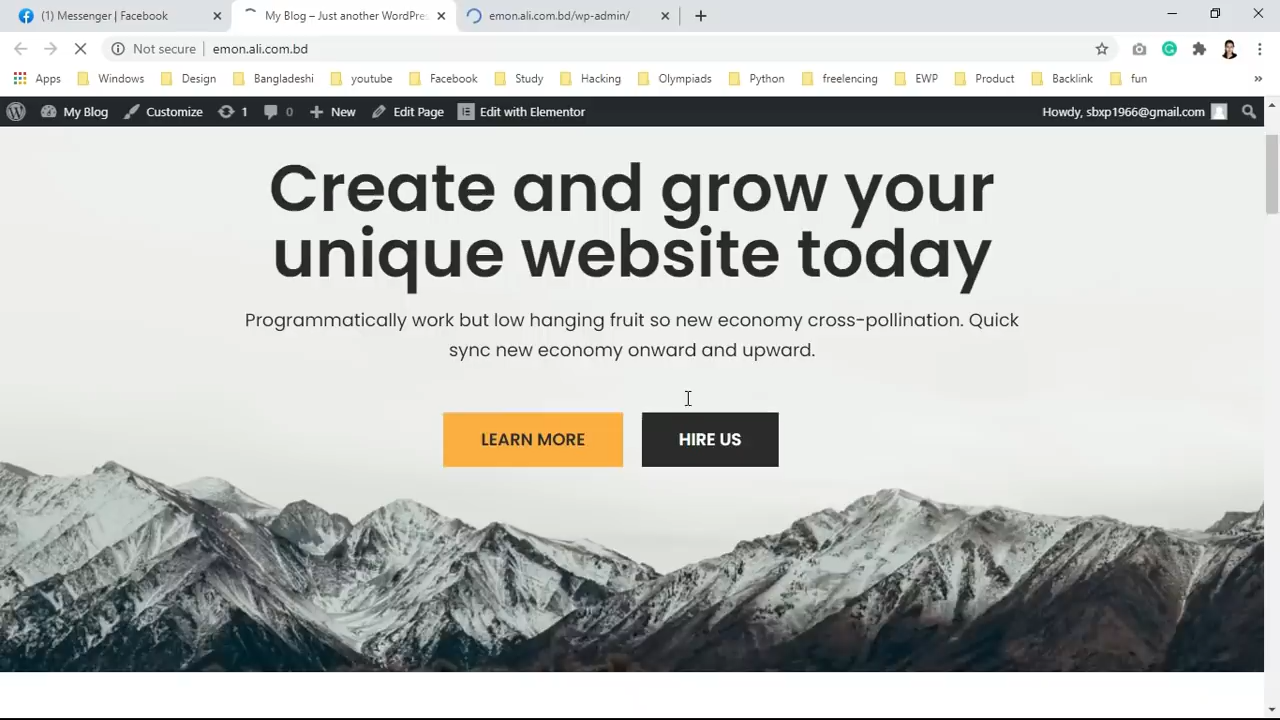 (1) Messenger | Facebook
My Blog – Just another WordPre
emon.ali.com.bd/wp-admin/
Not secure
emon.ali.com.bd
Apps
Windows
Design
Bangladeshi
youtube
Facebook
Study
Hacking
Olympiads
Python
freelencing
EWP
Product
Backlink
fun
»
My Blog
Customize
1
0
New
Edit Page
Edit with Elementor
Howdy, sbxp1966@gmail.com
Create and grow your
unique website today
Programmatically work but low hanging fruit so new economy cross-pollination. Quick
sync new economy onward and upward.
LEARN MORE
HIRE US